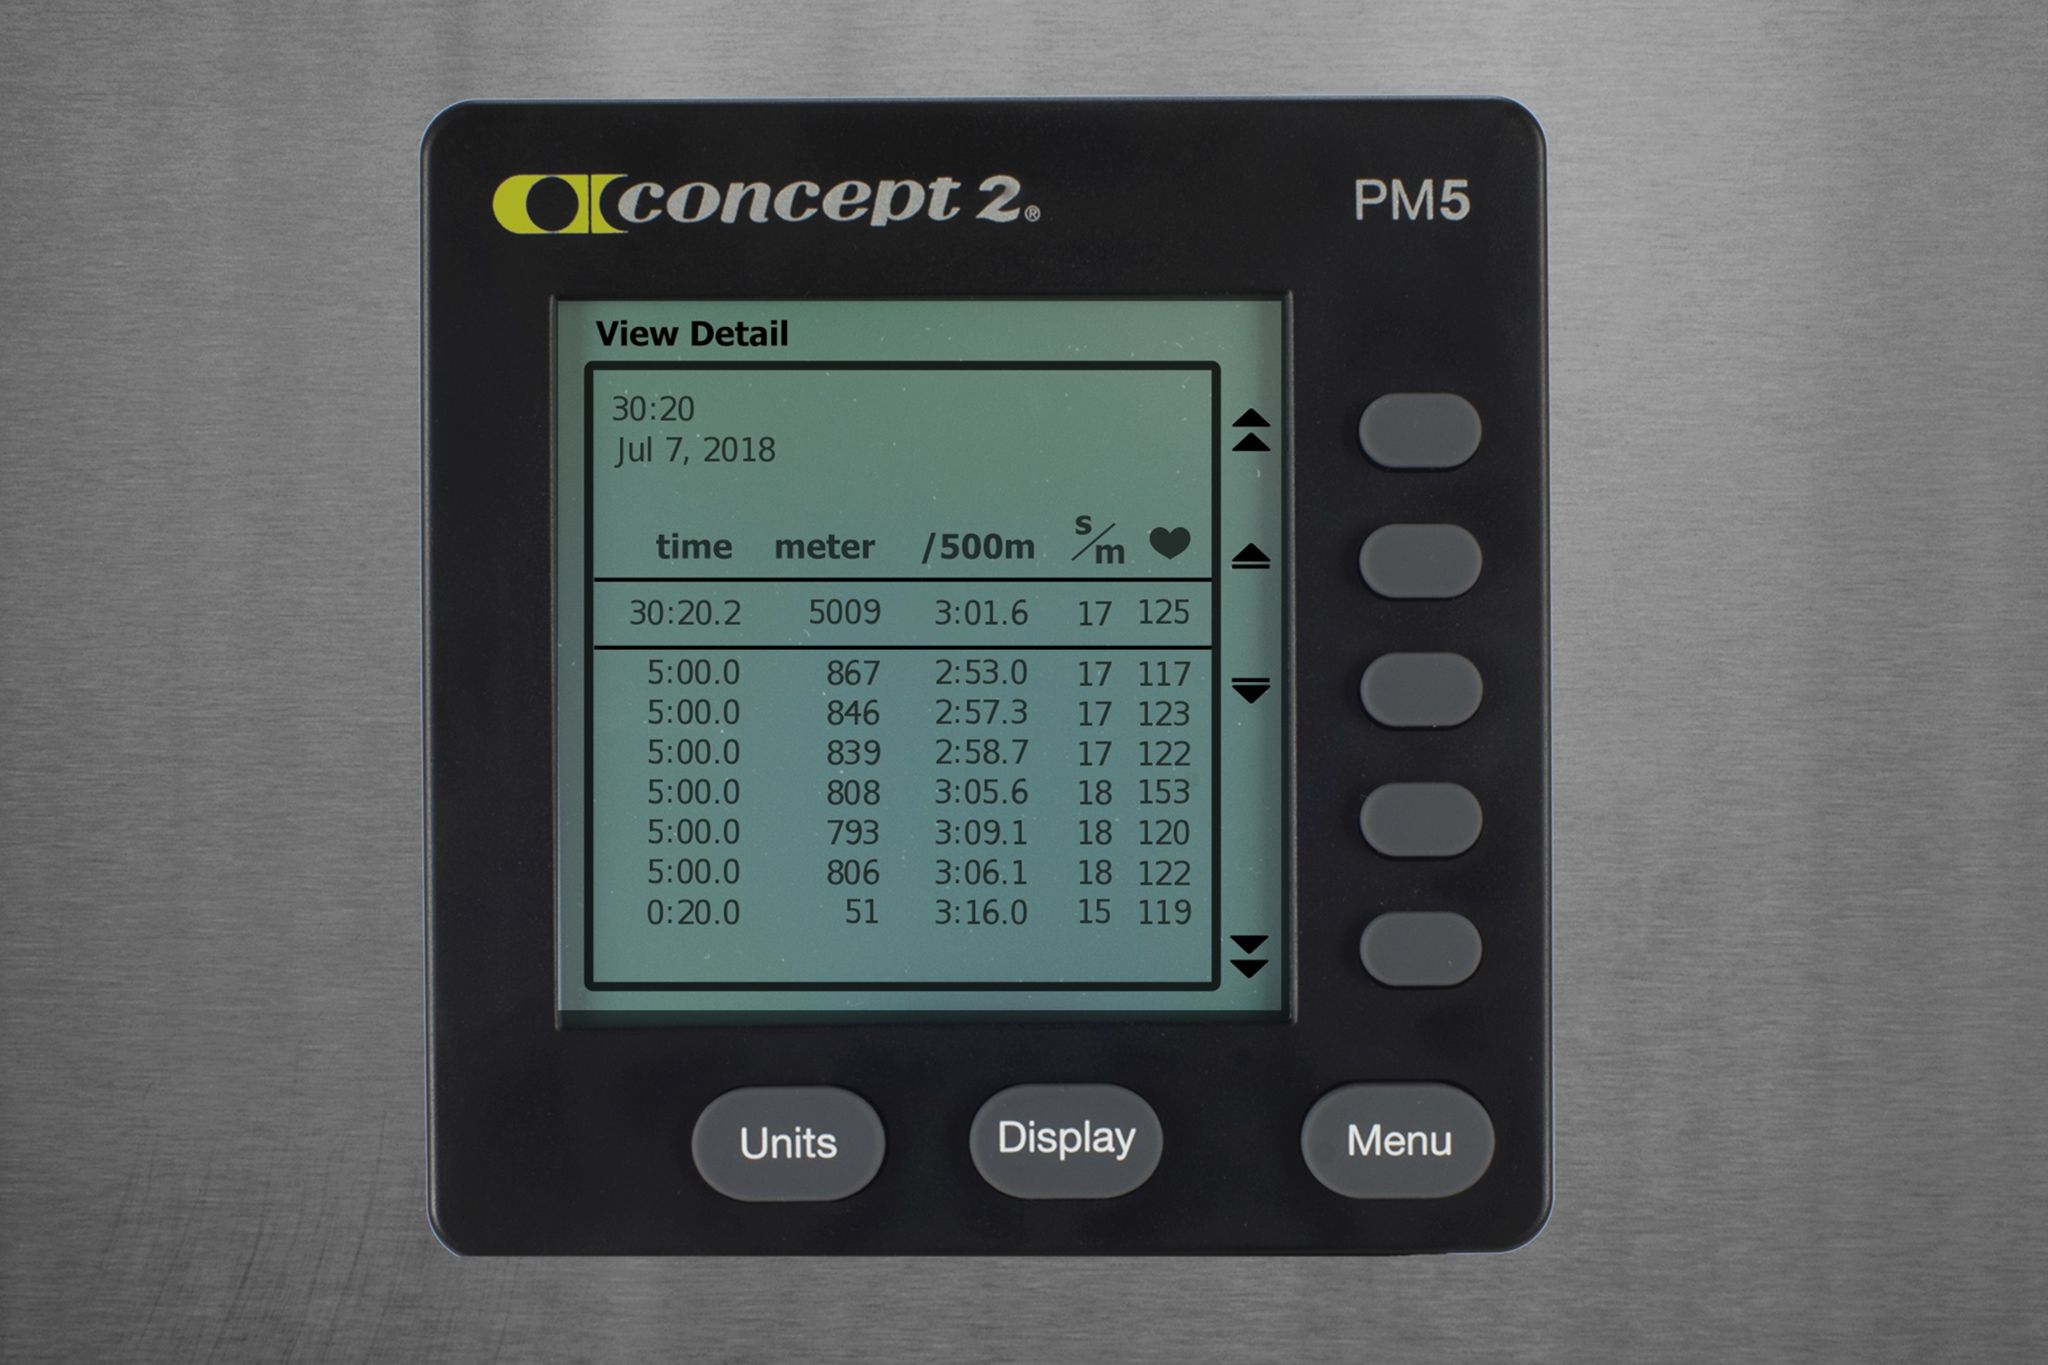 concept 2®
PM5
View Detail
30:20
Jul 7, 2018
time meter /500m s/m
30:20.2 5009 3:01.6 17 125
5:00.0 867 2:53.0 17 117
5:00.0 846 2:57.3 17 123
5:00.0 839 2:58.7 17 122
5:00.0 808 3:05.6 18 153
5:00.0 793 3:09.1 18 120
5:00.0 806 3:06.1 18 122
0:20.0 51 3:16.0 15 119
Units Display Menu